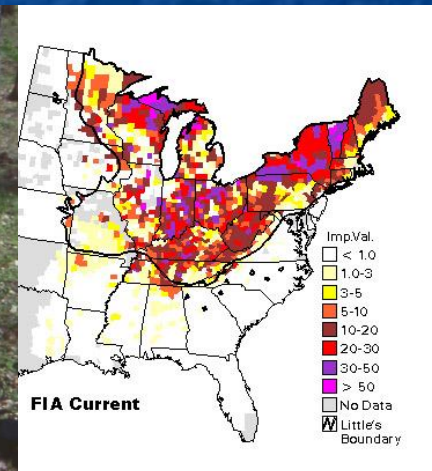 Imp.Val.
< 1.0
1.0-3
3-5
5-10
10-20
20-30
30-50
> 50
No Data
Little's
Boundary
FIA Current